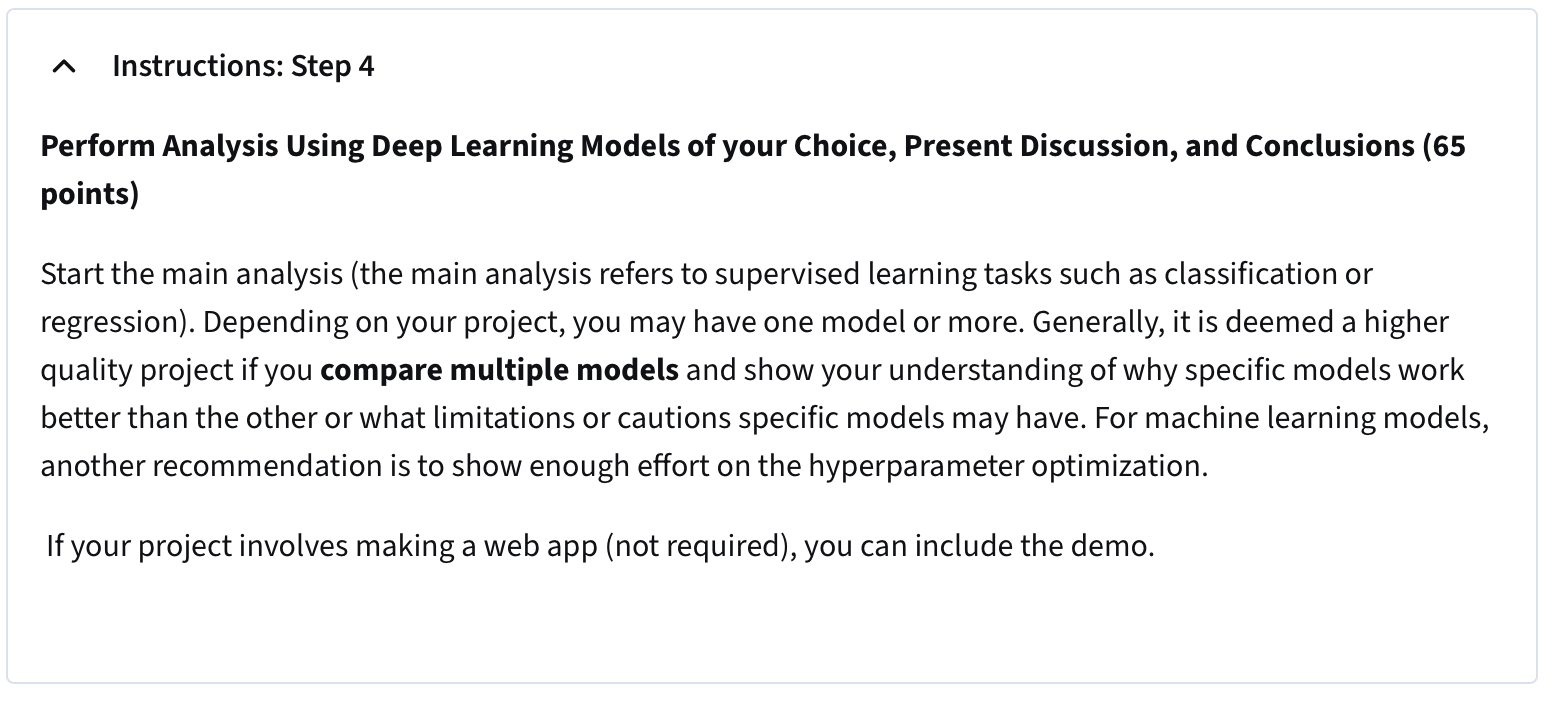 Instructions: Step 4
Perform Analysis Using Deep Learning Models of your Choice, Present Discussion, and Conclusions (65
points)
Start the main analysis (the main analysis refers to supervised learning tasks such as classification or
regression). Depending on your project, you may have one model or more. Generally, it is deemed a higher
quality project if you compare multiple models and show your understanding of why specific models work
better than the other or what limitations or cautions specific models may have. For machine learning models,
another recommendation is to show enough effort on the hyperparameter optimization.
If your project involves making a web app (not required), you can include the demo.